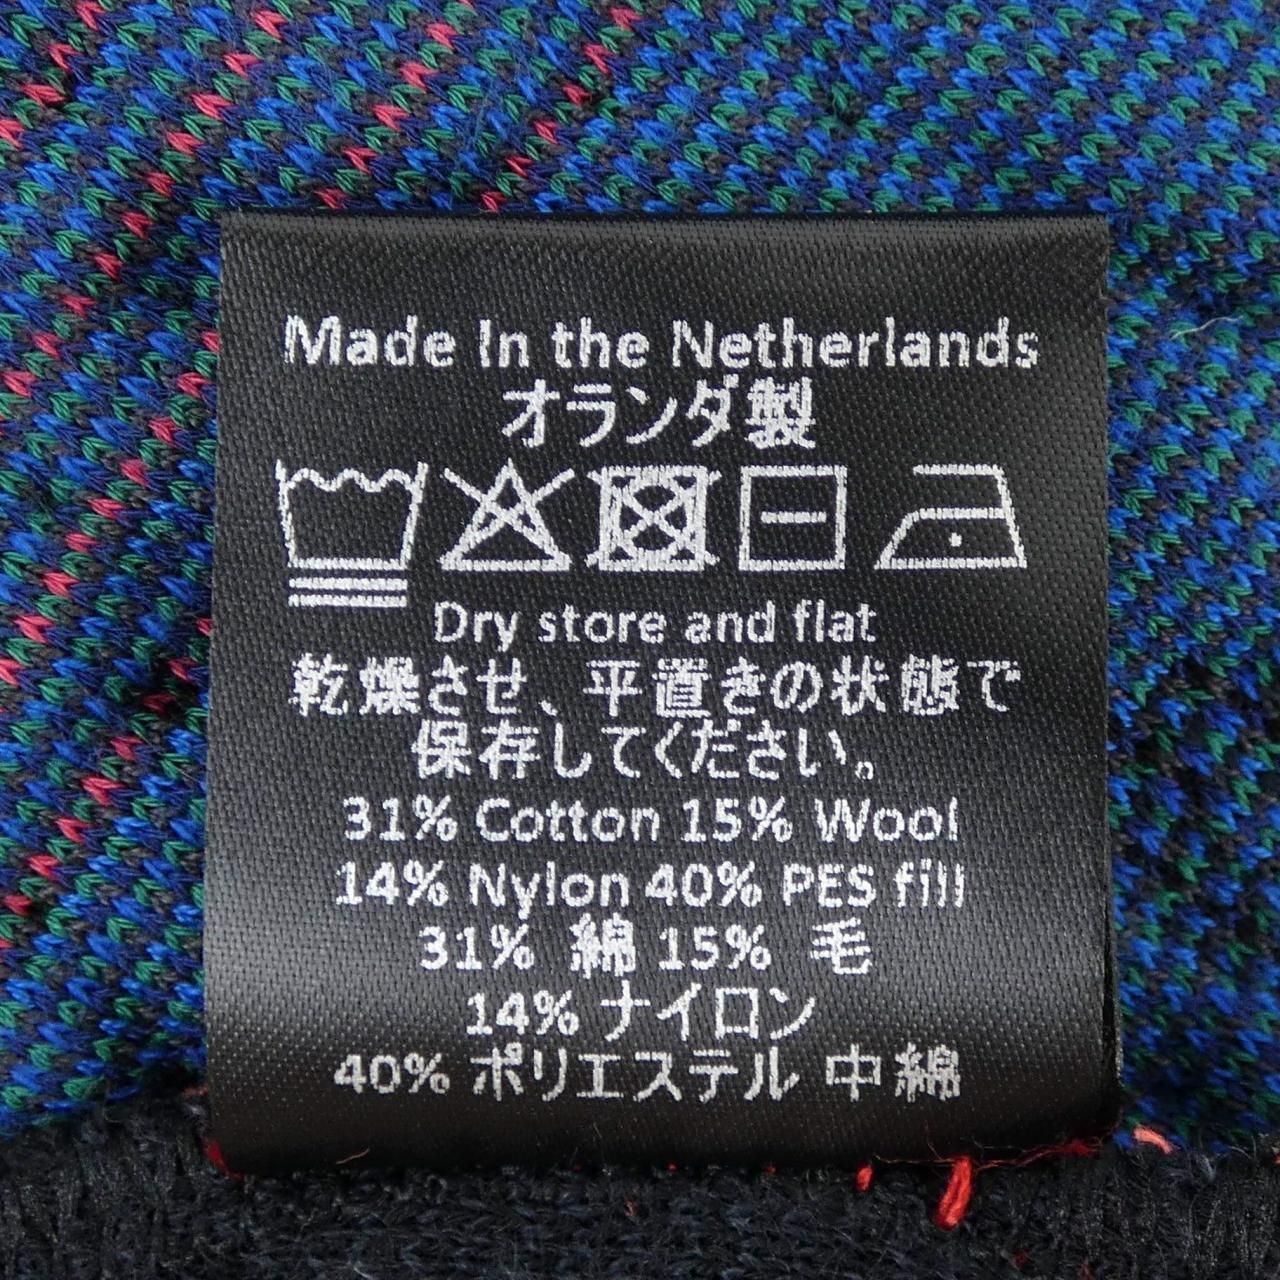 Made In the Netherlands
オランダ製
Dry store and flat
乾燥させ、平置きの状態で
保存してください。
31% Cotton 15% Wool
14% Nylon 40% PES fill
31% 綿 15% 毛
14% ナイロン
40% ポリエステル 中綿